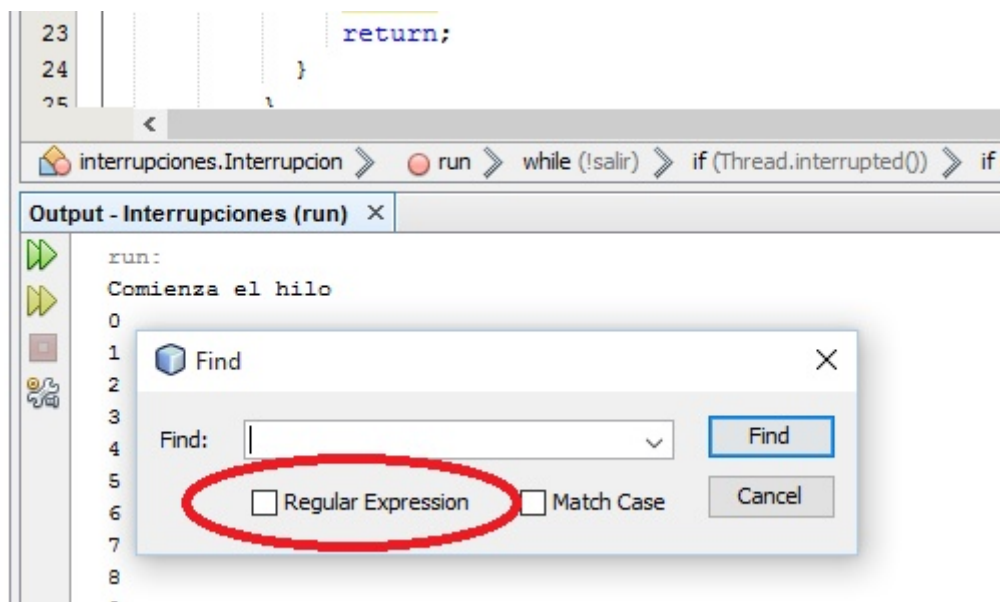 23 return;
24 }
25 }
interrupciones.Interrupcion run while (!salir) if (Thread.interrupted()) if
Output - Interrupciones (run)
run:
Comienza el hilo
0
1
Find
2
3
Find: Find
4
5
Regular Expression Match Case Cancel
6
7
8